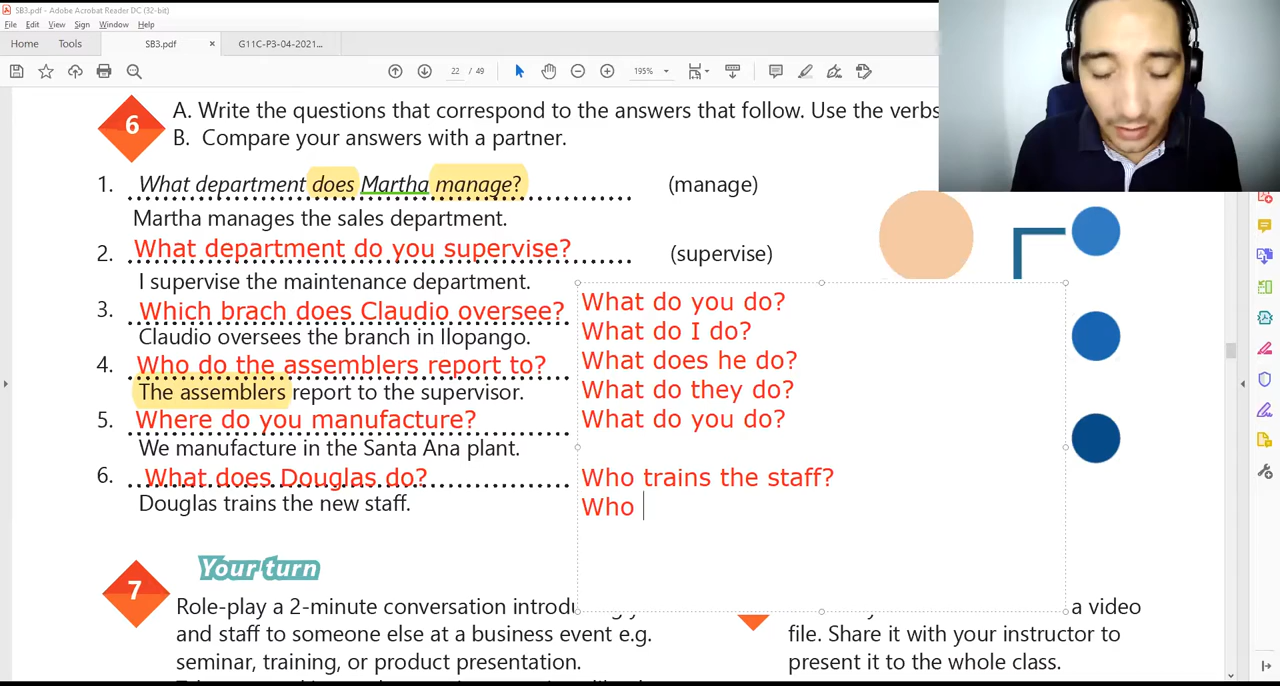 SB3.pdf - Adobe Acrobat Reader DC (32-bit)
File Edit View Sign Window Help
Home Tools SB3.pdf × G11C-P3-04-2021...
22 / 49 195%
6
A. Write the questions that correspond to the answers that follow. Use the verbs
B. Compare your answers with a partner.
1. What department does Martha manage? (manage)
Martha manages the sales department.
2. What department do you supervise? (supervise)
I supervise the maintenance department.
3. Which brach does Claudio oversee?
Claudio oversees the branch in Ilopango.
4. Who do the assemblers report to?
The assemblers report to the supervisor.
5. Where do you manufacture?
We manufacture in the Santa Ana plant.
6. What does Douglas do?
Douglas trains the new staff.
What do you do?
What do I do?
What does he do?
What do they do?
What do you do?
Who trains the staff?
Who
7
Your turn
Role-play a 2-minute conversation introdu
and staff to someone else at a business event e.g.
seminar, training, or product presentation.
a video
file. Share it with your instructor to
present it to the whole class.